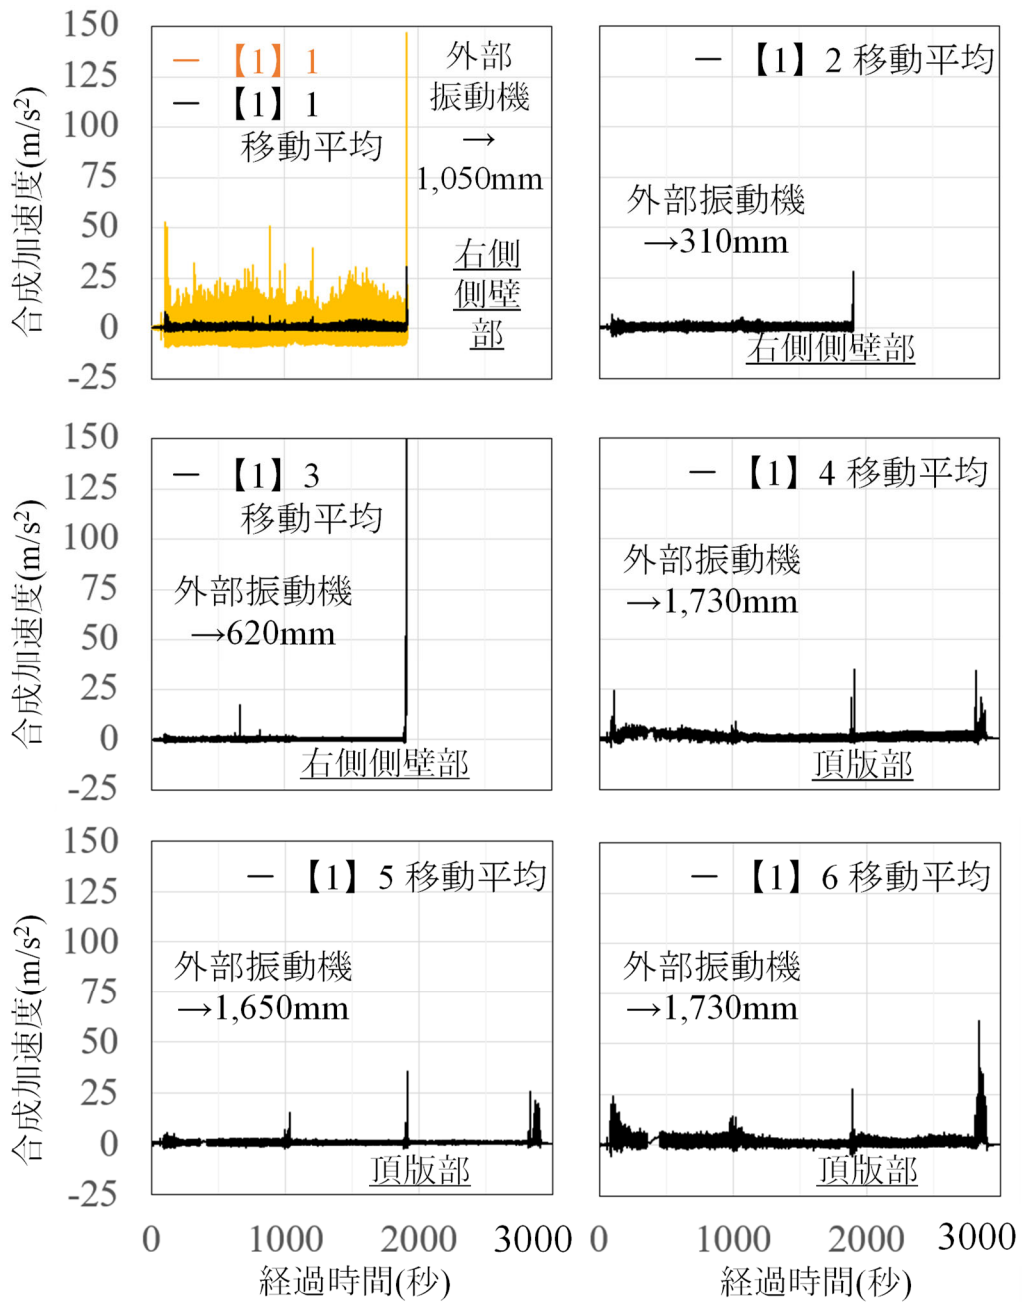 合成加速度(m/s²)
150
125
100
75
50
25
0
-25
【1】1
【1】1
移動平均
外部
振動機
→
1,050mm
右側
側壁
部
【1】2 移動平均
外部振動機
→310mm
右側側壁部
合成加速度(m/s²)
150
125
100
75
50
25
0
-25
【1】3
移動平均
外部振動機
→620mm
右側側壁部
【1】4 移動平均
外部振動機
→1,730mm
頂版部
合成加速度(m/s²)
150
125
100
75
50
25
0
-25
【1】5 移動平均
外部振動機
→1,650mm
頂版部
【1】6 移動平均
外部振動機
→1,730mm
頂版部
0 1000 2000 3000
経過時間(秒)
0 1000 2000 3000
経過時間(秒)